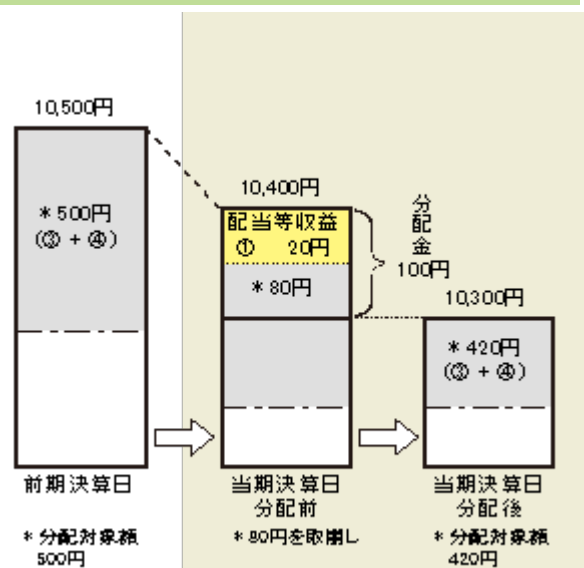 10,500円
*500円
(③ + ④)
前期決算日
*分配対象額
500円
10,400円
配当等収益
① 20円
*80円
分配金
100円
当期決算日
分配前
*80円を取崩し
10,300円
*420円
(③ + ④)
当期決算日
分配後
*分配対象額
420円